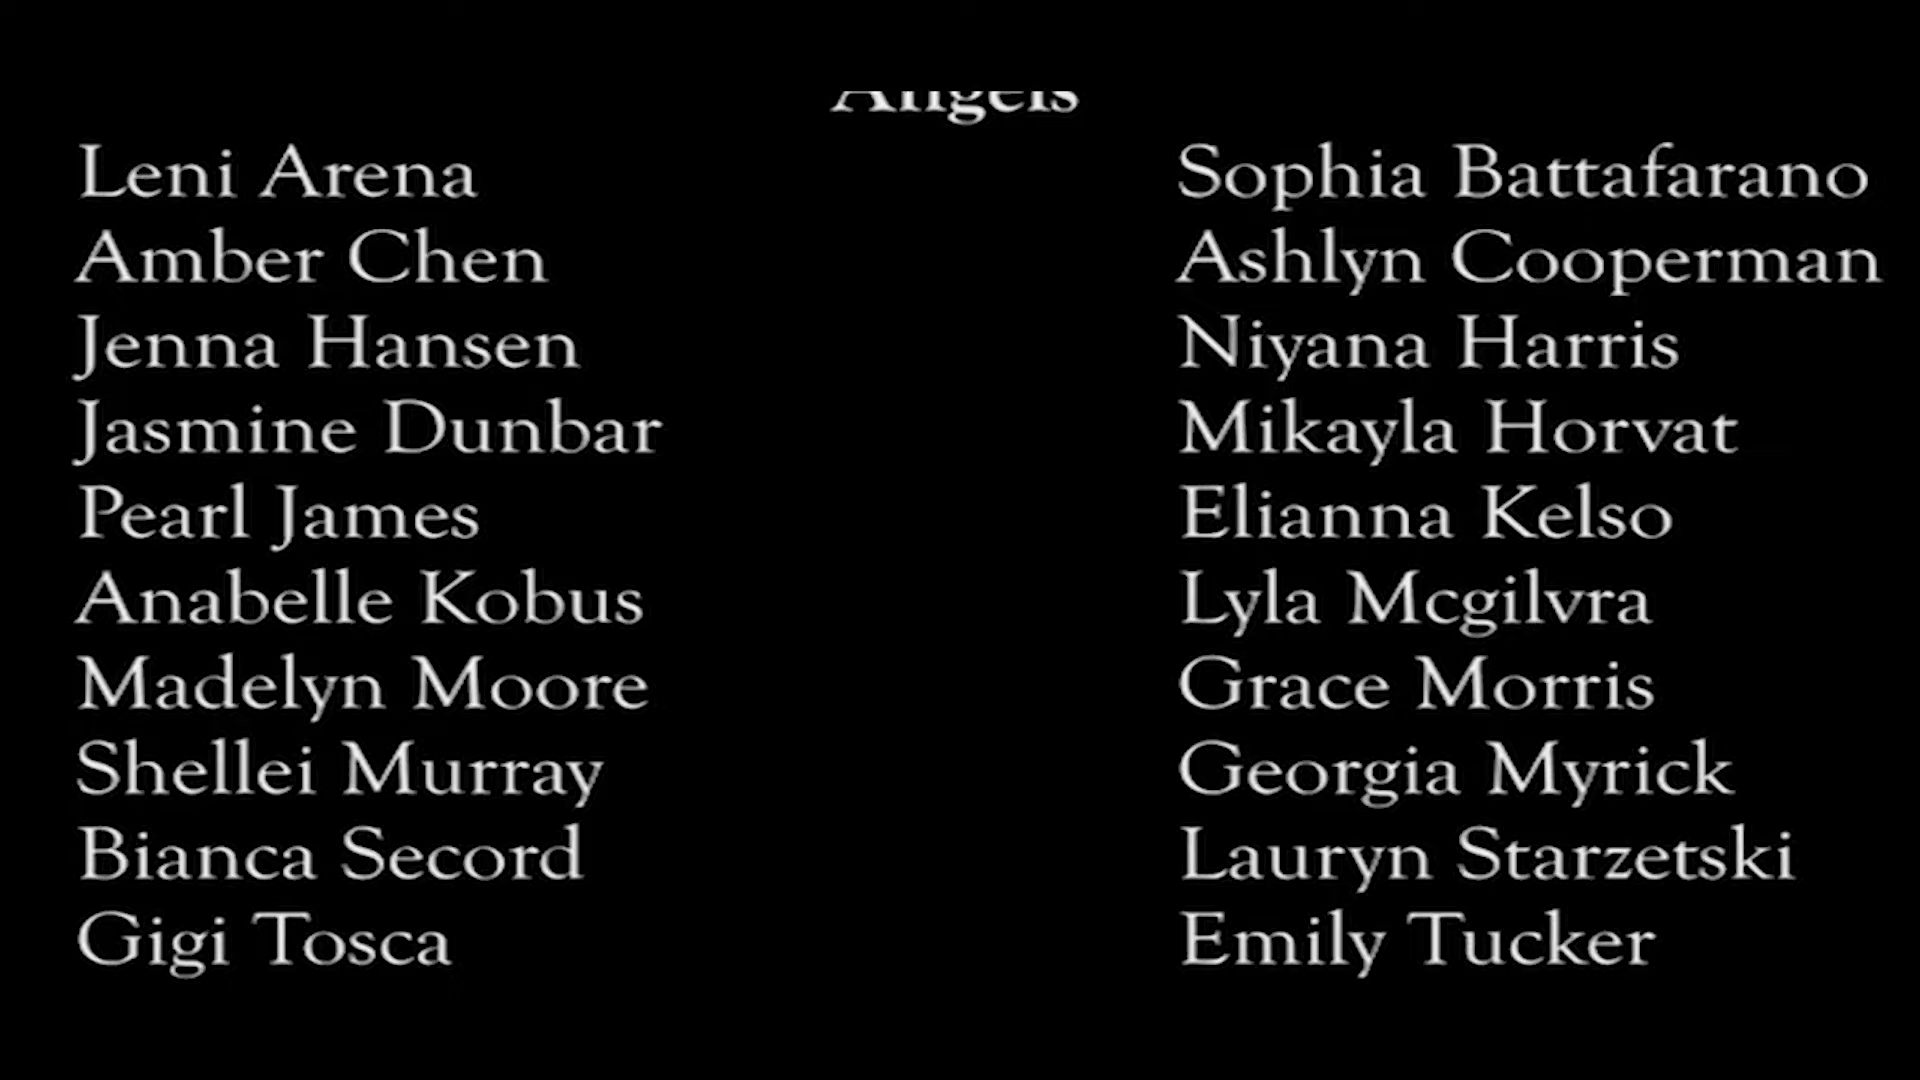 Angels
Leni Arena Sophia Battafarano
Amber Chen Ashlyn Cooperman
Jenna Hansen Niyana Harris
Jasmine Dunbar Mikayla Horvat
Pearl James Elianna Kelso
Anabelle Kobus Lyla Mcgilvra
Madelyn Moore Grace Morris
Shellei Murray Georgia Myrick
Bianca Secord Lauryn Starzetski
Gigi Tosca Emily Tucker